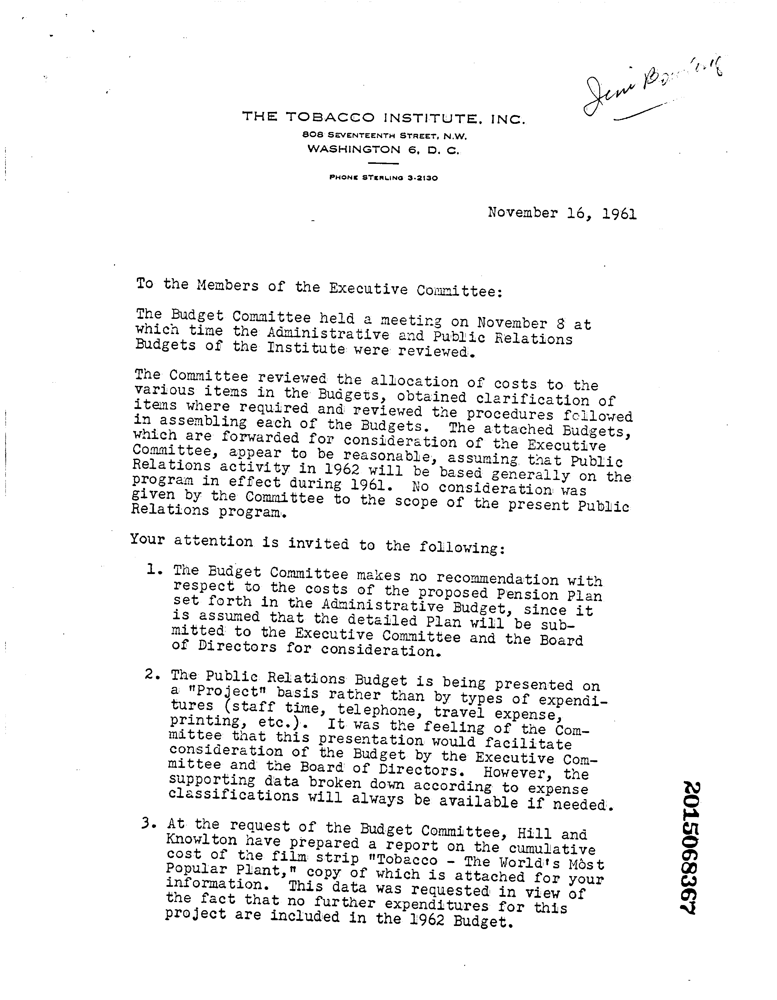 THE TOBACCO INSTITUTE, INC.
808 SEVENTEENTH STREET, N.W.
WASHINGTON 6, D. C.
PHONE STERLING 3-2130
November 16, 1961
To the Members of the Executive Committee:
The Budget Committee held a meeting on November 8 at
which time the Administrative and Public Relations
Budgets of the Institute were reviewed.
The Committee reviewed the allocation of costs to the
various items in the Budgets, obtained clarification of
items where required and reviewed the procedures followed
in assembling each of the Budgets. The attached Budgets,
which are forwarded for consideration of the Executive
Committee, appear to be reasonable, assuming that Public
Relations activity in 1962 will be based generally on the
program in effect during 1961. No consideration was
given by the Committee to the scope of the present Public
Relations program.
Your attention is invited to the following:
1. The Budget Committee makes no recommendation with
respect to the costs of the proposed Pension Plan
set forth in the Administrative Budget, since it
is assumed that the detailed Plan will be sub-
mitted to the Executive Committee and the Board
of Directors for consideration.
2. The Public Relations Budget is being presented on
a "Project" basis rather than by types of expendi-
tures (staff time, telephone, travel expense,
printing, etc.). It was the feeling of the Com-
mittee that this presentation would facilitate
consideration of the Budget by the Executive Com-
mittee and the Board of Directors. However, the
supporting data broken down according to expense
classifications will always be available if needed.
3. At the request of the Budget Committee, Hill and
Knowlton have prepared a report on the cumulative
cost of the film strip "Tobacco - The World's Most
Popular Plant," copy of which is attached for your
information. This data was requested in view of
the fact that no further expenditures for this
project are included in the 1962 Budget.
2015068367